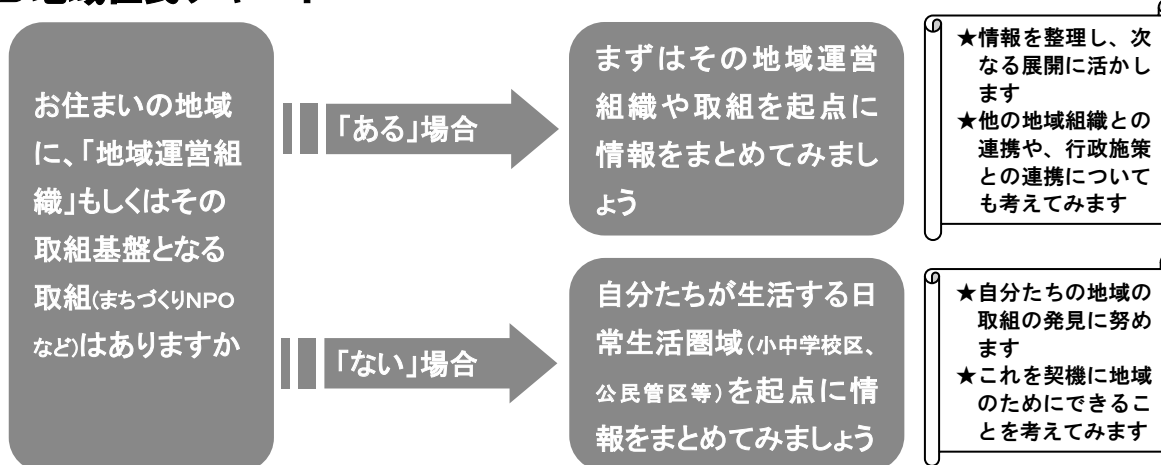 お住まいの地域
に、「地域運営組
織」もしくはその
取組基盤となる
取組(まちづくりNPO
など)はありますか
「ある」場合
まずはその地域運営
組織や取組を起点に
情報をまとめてみまし
ょう
★情報を整理し、次
なる展開に活かし
ます
★他の地域組織との
連携や、行政施策
との連携について
も考えてみます
「ない」場合
自分たちが生活する日
常生活圏域(小中学校区、
公民管区等)を起点に情
報をまとめてみましょう
★自分たちの地域の
取組の発見に努め
ます
★これを契機に地域
のためにできるこ
とを考えてみます